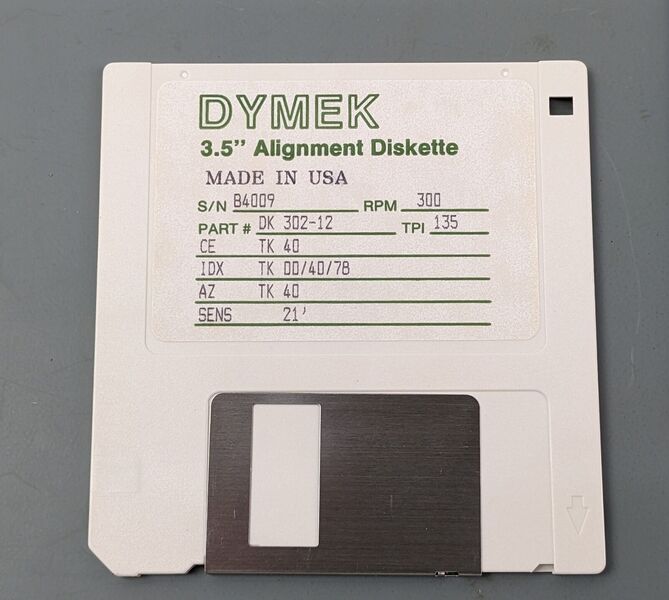 DYMEK
3.5" Alignment Diskette
MADE IN USA
S/N B4009 RPM 300
PART # DK 302-12 TPI 135
CE TK 40
IDX TK 00/40/78
AZ TK 40
SENS 21'